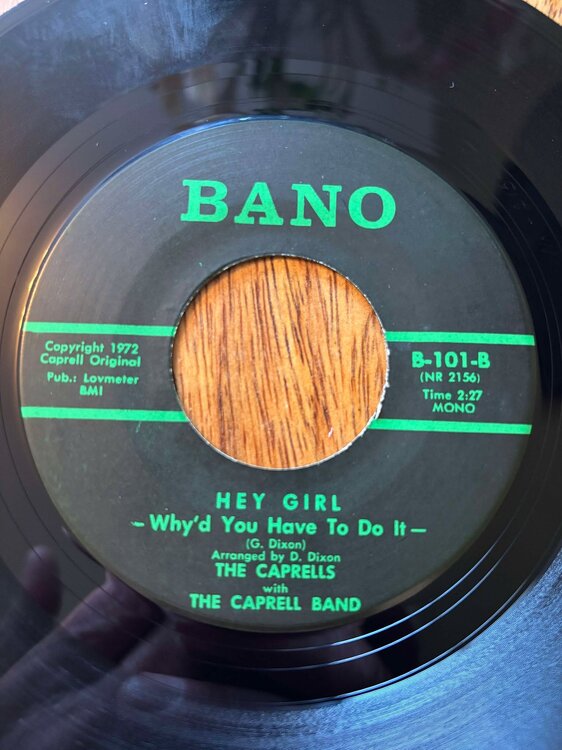 BANO
Copyright 1972
Caprell Original
Pub.: Lovmeter
BMI
B-101-B
(NR 2156)
Time 2:27
MONO
HEY GIRL
-Why'd You Have To Do It-
(G. Dixon)
Arranged by D. Dixon
THE CAPRELLS
with
THE CAPRELL BAND